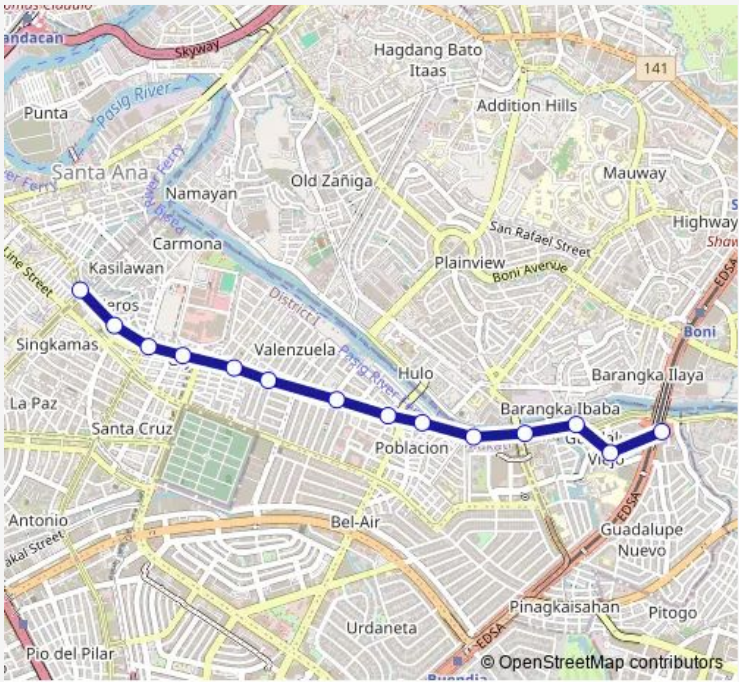 Skyway
Hagdang Bato
Itaas
141
Addition Hills
Punta
Pasig River
Santa Ana
River Ferry
Mauway
Old Zañiga
Namayan
Highway
San Rafael Street
Carmona
Plainview
Boni Avenue
Kasilawan
Line Street
EDSA
District I
Boni
Singkamas
Valenzuela
Pasig River
Hulo
Barangka Ilaya
La Paz
Barangka Ibaba
Santa Cruz
Poblacion
EDSA
Antonio
Bel-Air
Guadalupe
Nuevo
Pinagkaisahan
Pitogo
Urdaneta
EDSA
Pio del Pilar
© OpenStreetMap contributors